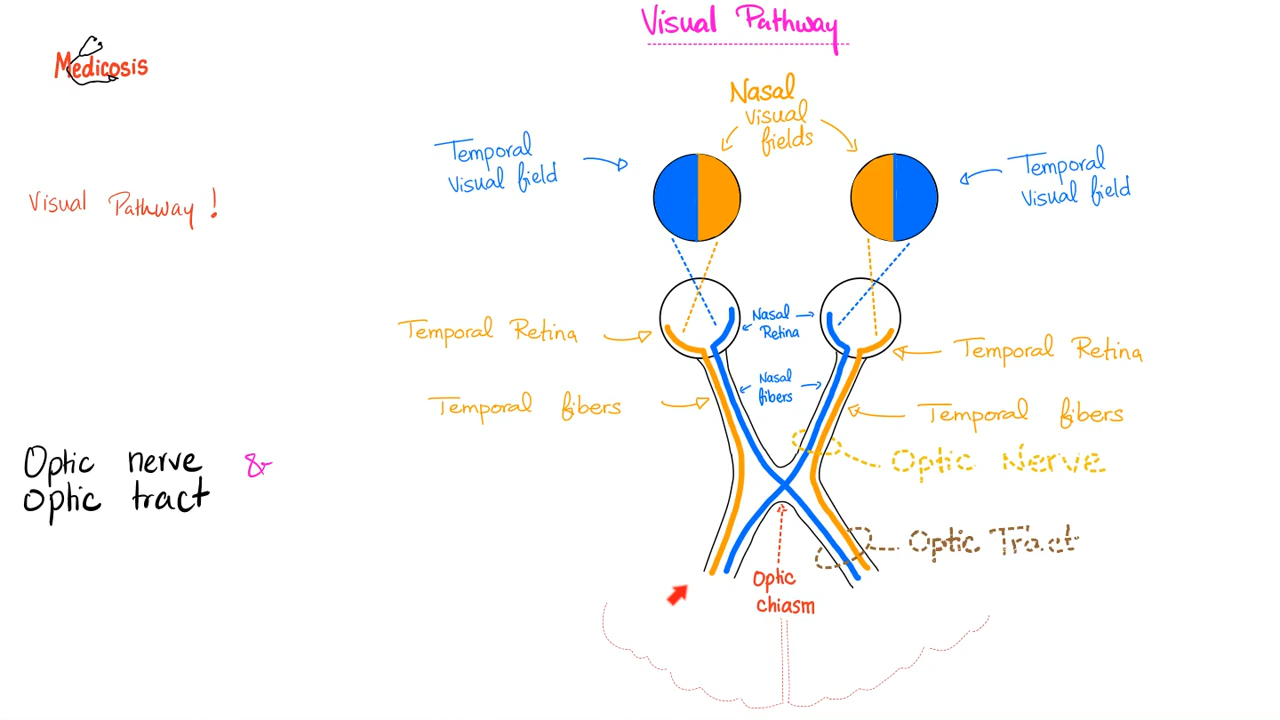 Visual Pathway
Medicosis
Nasal
Visual
fields
Temporal
Visual field
Temporal
Visual field
Visual Pathway!
Nasal
Retina
Temporal Retina
Temporal Retina
Nasal
fibers
Temporal fibers
Temporal fibers
Optic nerve &
Optic tract
Optic Nerve
Optic Tract
Optic
chiasm